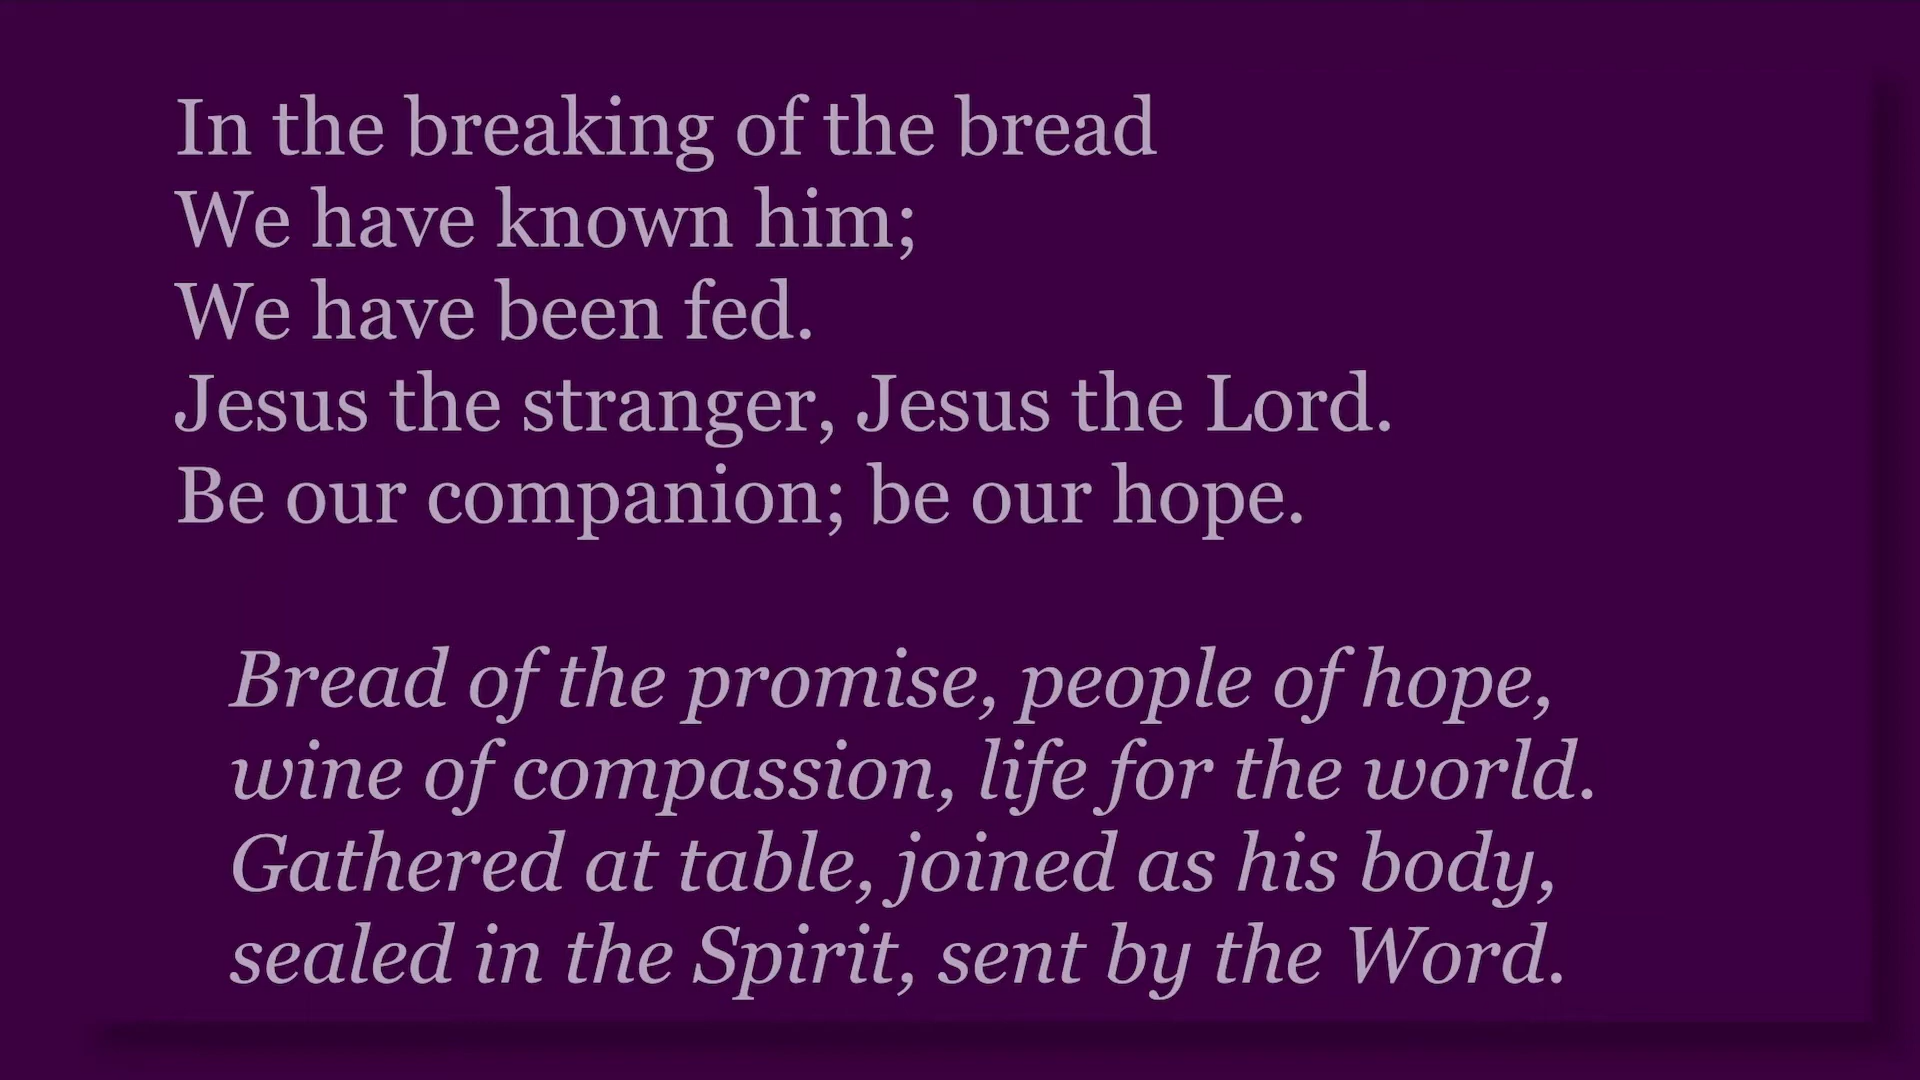 In the breaking of the bread
We have known him;
We have been fed.
Jesus the stranger, Jesus the Lord.
Be our companion; be our hope.
Bread of the promise, people of hope,
wine of compassion, life for the world.
Gathered at table, joined as his body,
sealed in the Spirit, sent by the Word.